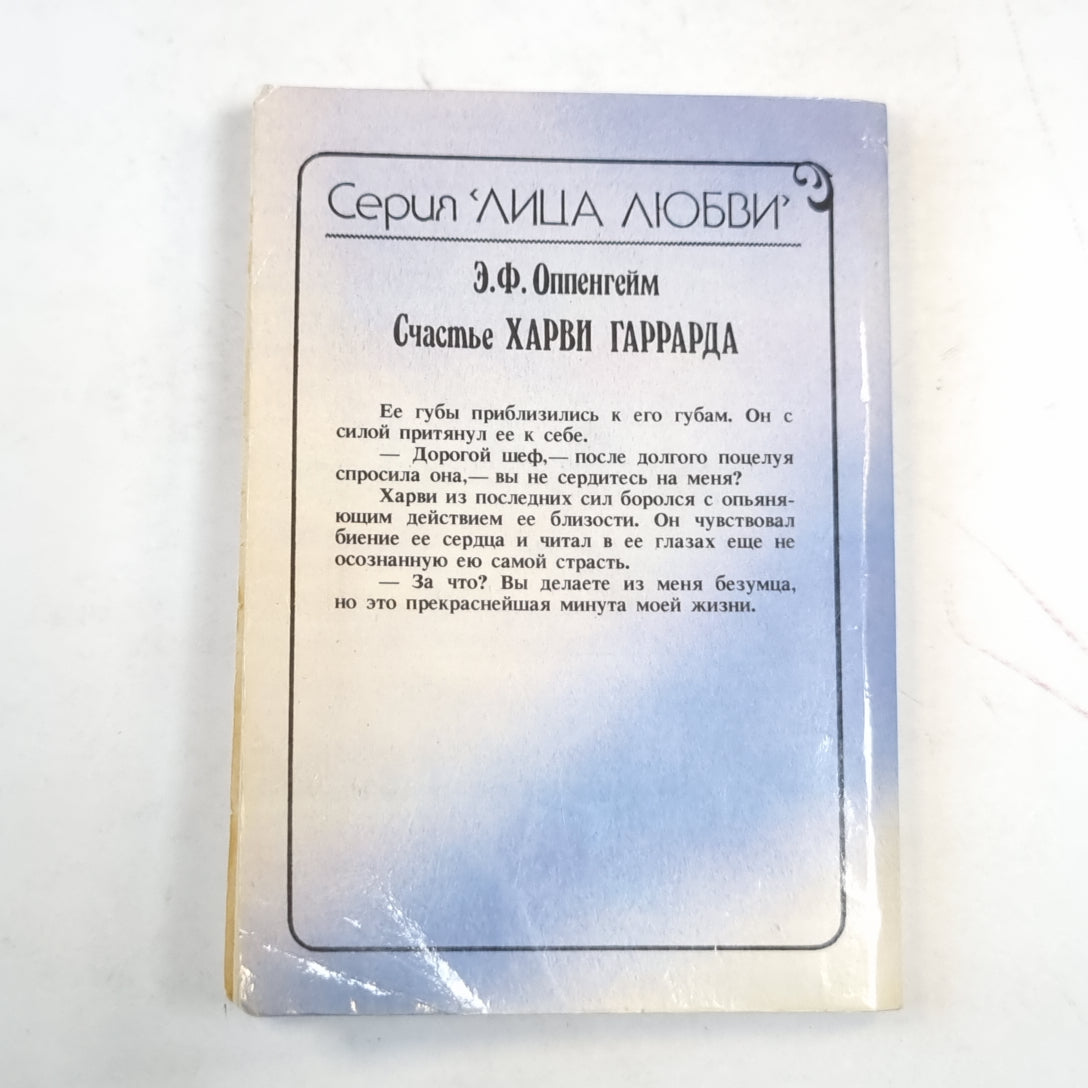 Серия ‘ЛИЦА ЛЮБВИ’
Э.Ф. Оппенгейм
Счастье ХАРВИ ГАРРАРДА
Ее губы приблизились к его губам. Он с
силой притянул ее к себе.
— Дорогой шеф,— после долгого поцелуя
спросила она,— вы не сердитесь на меня?
Харви из последних сил боролся с опьяня-
ющим действием ее близости. Он чувствовал
биение ее сердца и читал в ее глазах еще не
осознанную ею самой страсть.
— За что? Вы делаете из меня безумца,
но это прекраснейшая минута моей жизни.